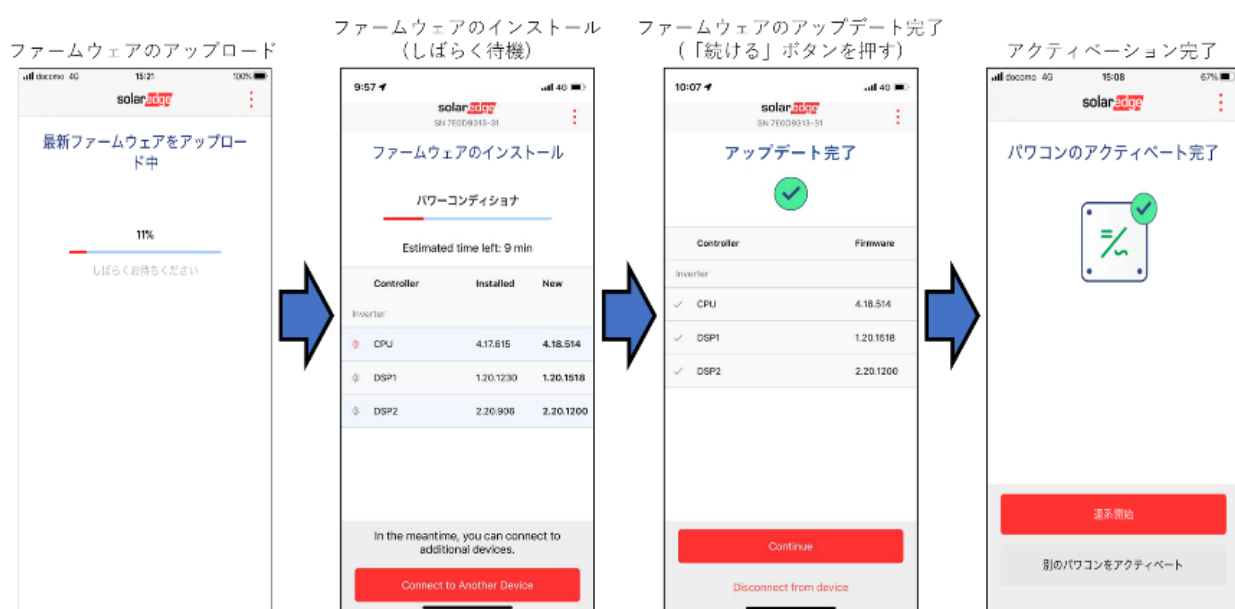 ファームウェアのアップロード
docomo 4G 15:21 100%
solaredge
最新ファームウェアをアップロー
ド中
11%
しばらくお待ちください
ファームウェアのインストール
(しばらく待機)
9:57 4G
solaredge
SN 7E0D9313-31
ファームウェアのインストール
パワーコンディショナ
Estimated time left: 9 min
Controller Installed New
Inverter
CPU 4.17.615 4.18.514
DSP1 1.20.1230 1.20.1518
DSP2 2.20.906 2.20.1200
In the meantime, you can connect to
additional devices.
Connect to Another Device
ファームウェアのアップデート完了
(「続ける」ボタンを押す)
10:07 4G
solaredge
SN 7E0D9313-31
アップデート完了
Controller Firmware
Inverter
CPU 4.18.514
DSP1 1.20.1518
DSP2 2.20.1200
Continue
Disconnect from device
アクティベーション完了
docomo 4G 15:08 67%
solaredge
パワコンのアクティベート完了
連系開始
別のパワコンをアクティベート